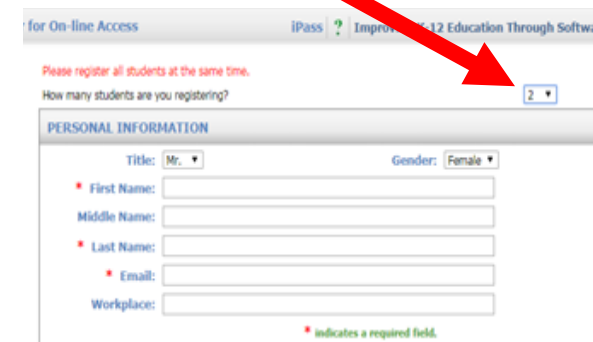 for On-line Access iPass ? Improv K-12 Education Through Softwa
Please register all students at the same time.
How many students are you registering? 2
PERSONAL INFORMATION
Title: Mr. Gender: Female
* First Name:
Middle Name:
* Last Name:
* Email:
Workplace:
* indicates a required field.